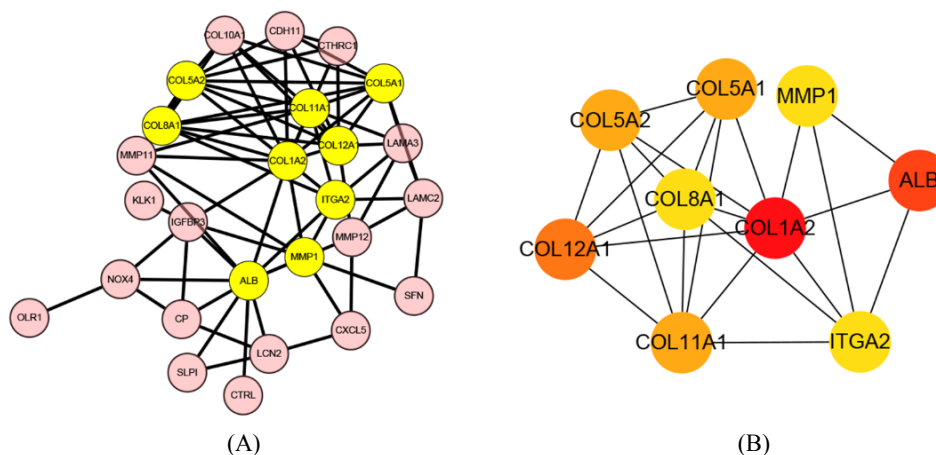 COL10A1
CDH11
CTHRC1
COL5A2
COL5A1
COL11A1
COL8A1
COL12A1
LAMA3
MMP11
COL1A2
KLK1
ITGA2
LAMC2
IGFBP3
MMP12
MMP1
NOX4
ALB
SFN
OLR1
CP
CXCL5
LCN2
SLPI
CTRL
(A)
COL5A1
MMP1
COL5A2
ALB
COL8A1
COL1A2
COL12A1
COL11A1
ITGA2
(B)